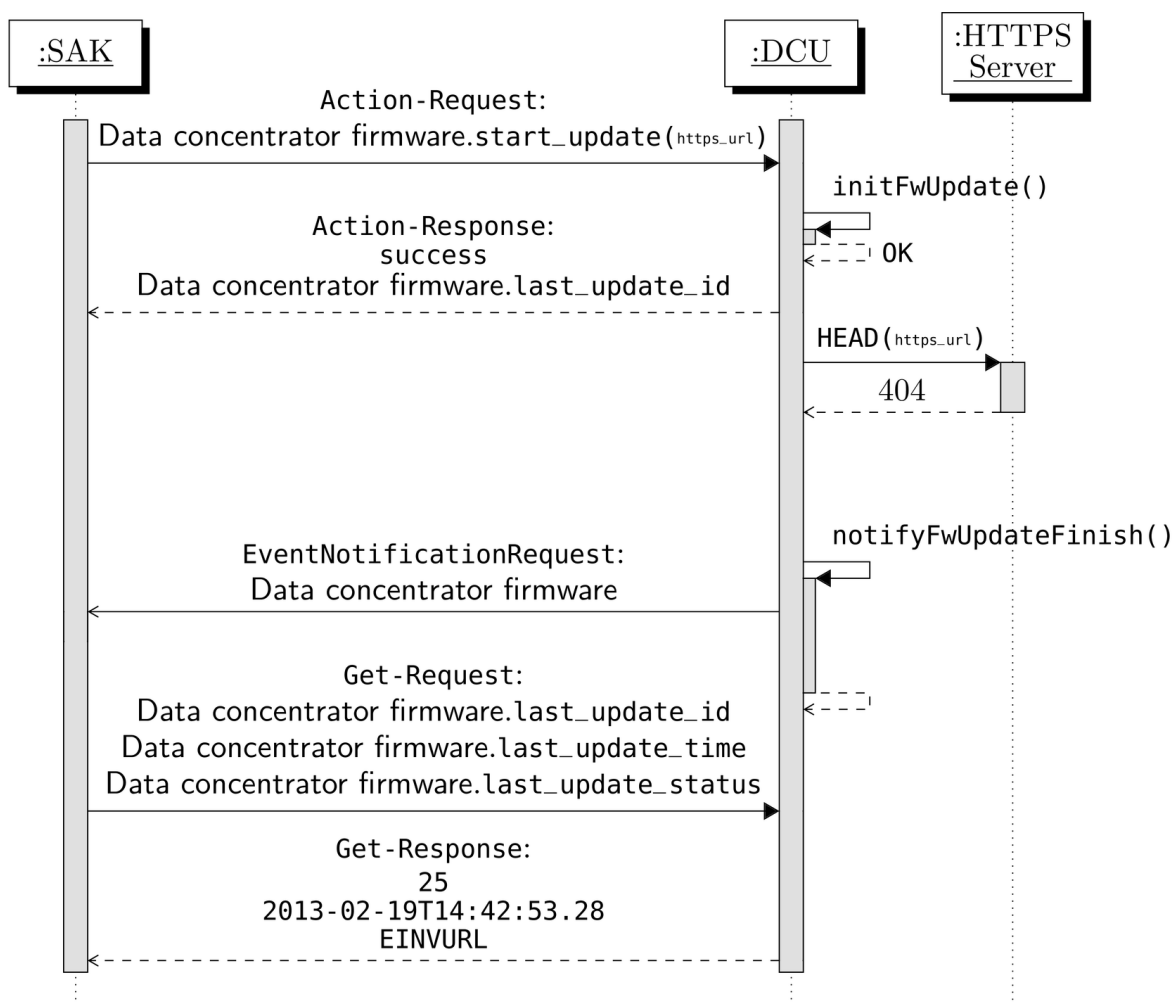 :SAK
:DCU
:HTTPS
Server
Action-Request:
Data concentrator firmware.start_update(https_url)
initFwUpdate()
Action-Response:
success
OK
Data concentrator firmware.last_update_id
HEAD(https_url)
404
notifyFwUpdateFinish()
EventNotificationRequest:
Data concentrator firmware
Get-Request:
Data concentrator firmware.last_update_id
Data concentrator firmware.last_update_time
Data concentrator firmware.last_update_status
Get-Response:
25
2013-02-19T14:42:53.28
EINVURL